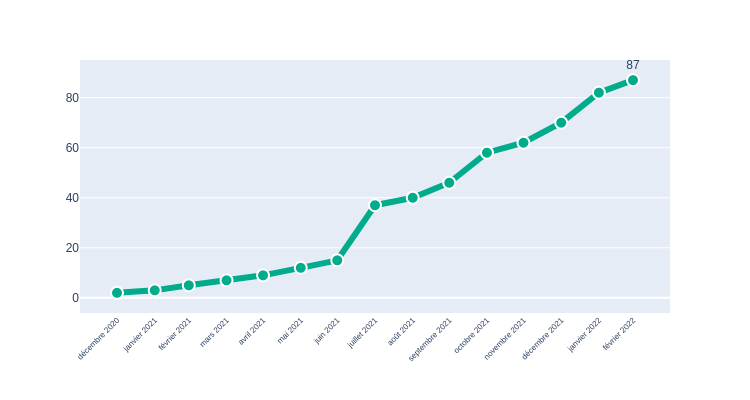 87
80
60
40
20
0
décembre 2020
janvier 2021
février 2021
mars 2021
avril 2021
mai 2021
juin 2021
juillet 2021
août 2021
septembre 2021
octobre 2021
novembre 2021
décembre 2021
janvier 2022
février 2022